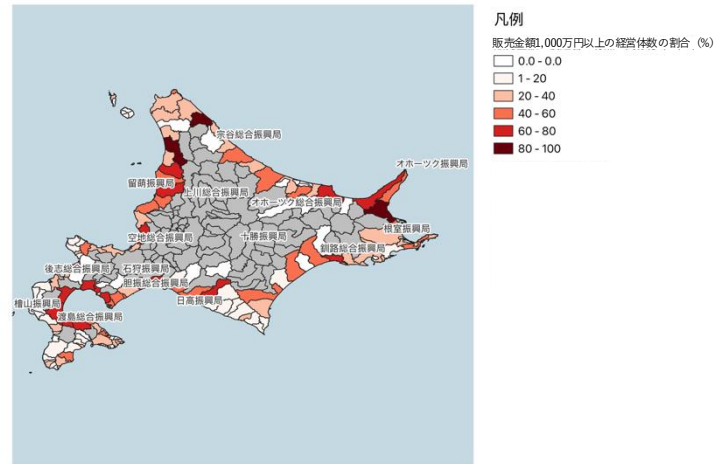 凡例
販売金額1,000万円以上の経営体数の割合 (%)
0.0 - 0.0
1 - 20
20 - 40
40 - 60
60 - 80
80 - 100
宗谷総合振興局
オホーツク振興局
留萌振興局
上川総合振興局
オホーツク総合振興局
根室振興局
空地総合振興局
十勝振興局
釧路総合振興局
後志総合振興局
石狩振興局
胆振総合振興局
日高振興局
檜山振興局
渡島総合振興局